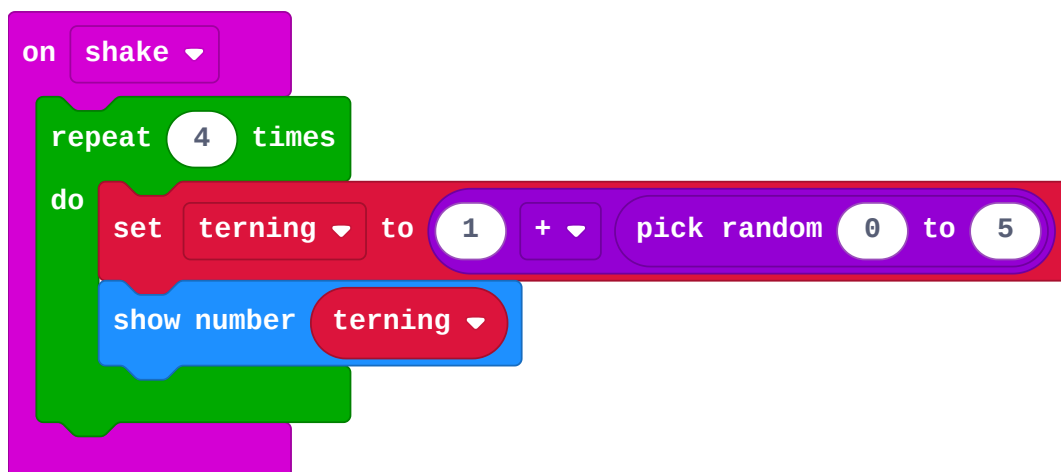 on shake
repeat 4 times
do
set terning to 1 + pick random 0 to 5
show number terning